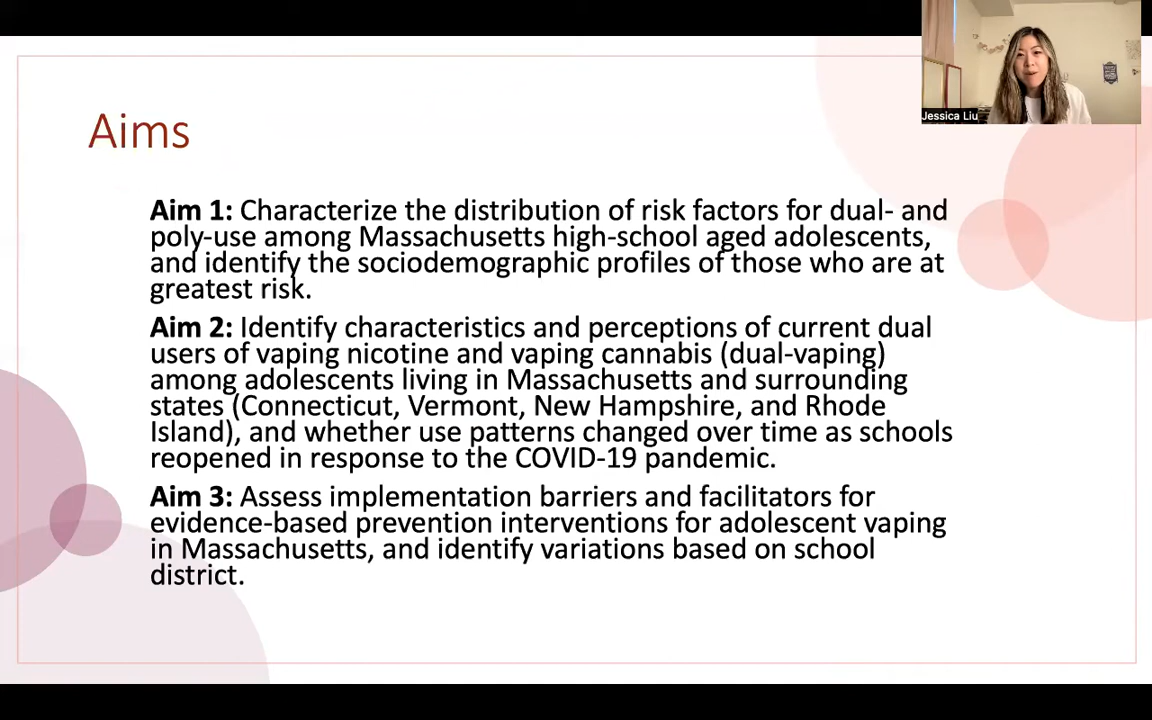 Jessica Liu
Aims
Aim 1: Characterize the distribution of risk factors for dual- and
poly-use among Massachusetts high-school aged adolescents,
and identify the sociodemographic profiles of those who are at
greatest risk.
Aim 2: Identify characteristics and perceptions of current dual
users of vaping nicotine and vaping cannabis (dual-vaping)
among adolescents living in Massachusetts and surrounding
states (Connecticut, Vermont, New Hampshire, and Rhode
Island), and whether use patterns changed over time as schools
reopened in response to the COVID-19 pandemic.
Aim 3: Assess implementation barriers and facilitators for
evidence-based prevention interventions for adolescent vaping
in Massachusetts, and identify variations based on school
district.